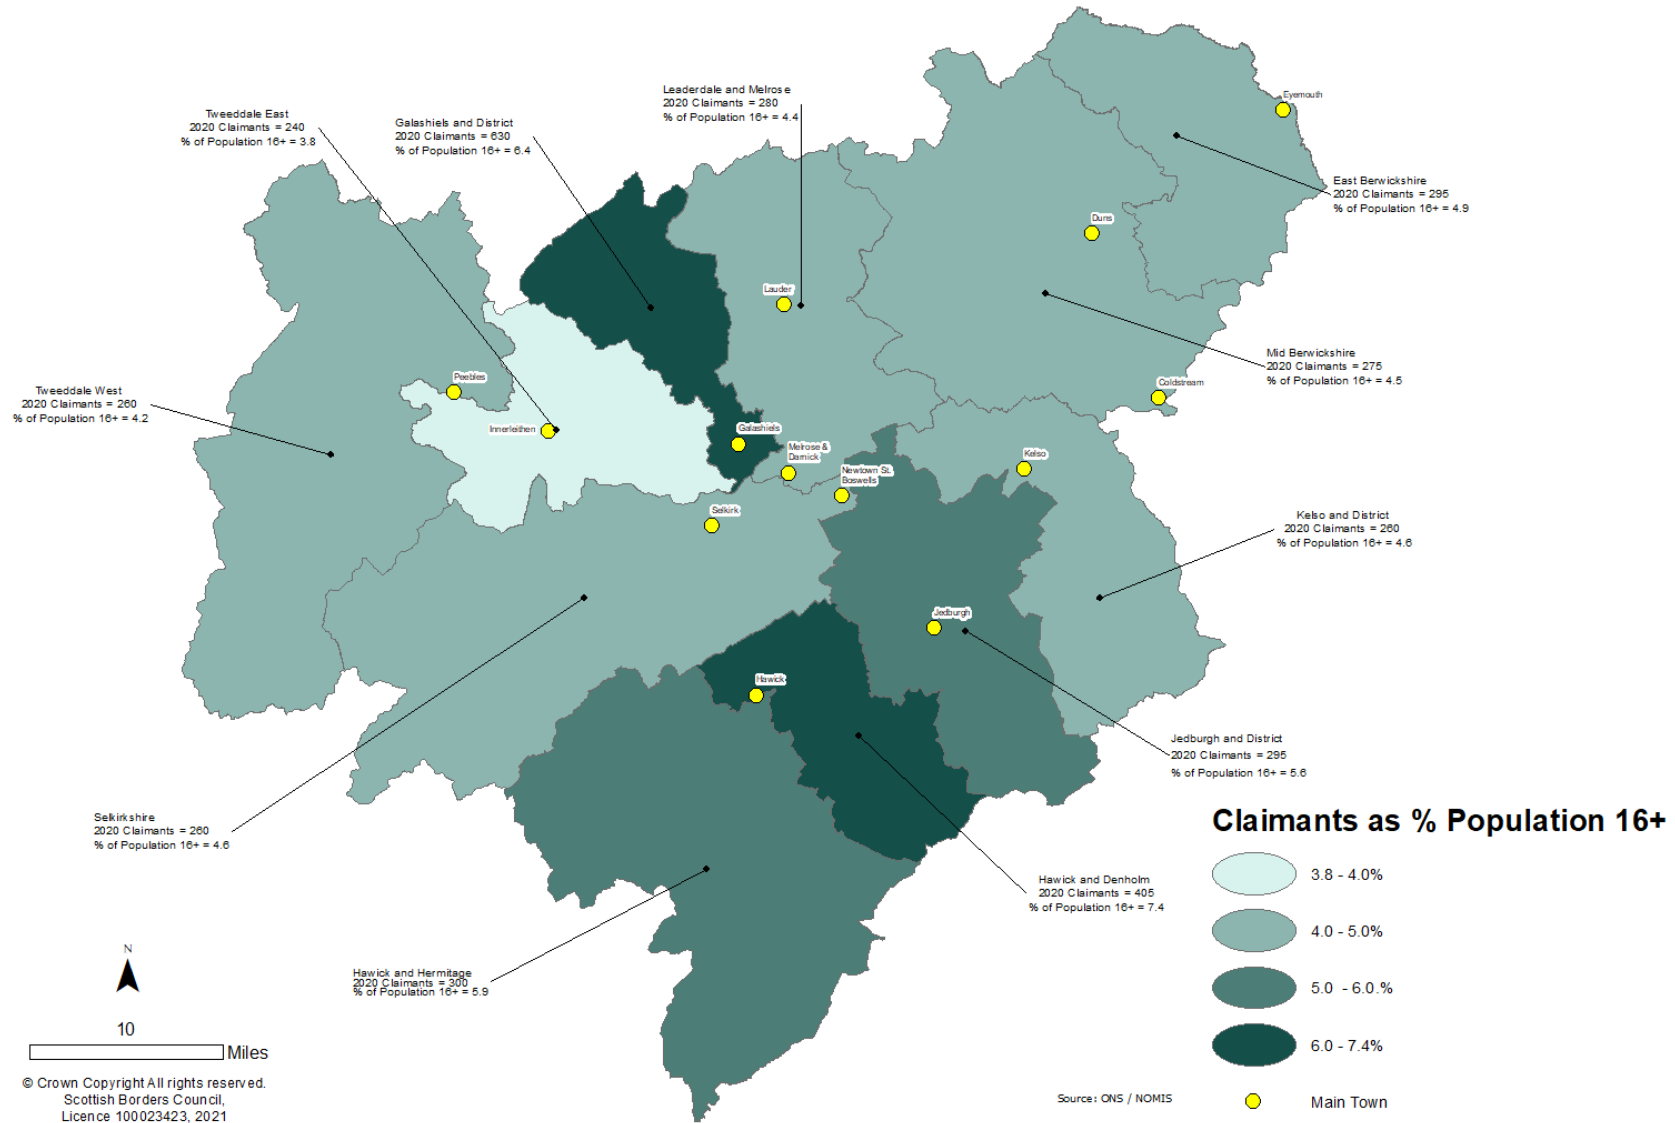 Leaderdale and Melrose
2020 Claimants = 280
% of Population 16+ = 4.4
Tweeddale East
2020 Claimants = 240
% of Population 16+ = 3.8
Galashiels and District
2020 Claimants = 630
% of Population 16+ = 6.4
Eyemouth
East Berwickshire
2020 Claimants = 295
% of Population 16+ = 4.9
Duns
Lauder
Mid Berwickshire
2020 Claimants = 275
% of Population 16+ = 4.5
Peebles
Coldstream
Tweeddale West
2020 Claimants = 260
% of Population 16+ = 4.2
Innerleithen
Galashiels
Melrose &
Darnick
Kelso
Newtown St.
Boswells
Selkirk
Kelso and District
2020 Claimants = 260
% of Population 16+ = 4.6
Jedburgh
Hawick
Jedburgh and District
2020 Claimants = 295
% of Population 16+ = 5.6
Selkirkshire
2020 Claimants = 260
% of Population 16+ = 4.6
Hawick and Denholm
2020 Claimants = 405
% of Population 16+ = 7.4
Hawick and Hermitage
2020 Claimants = 300
% of Population 16+ = 5.9
Claimants as % Population 16+
3.8 - 4.0%
4.0 - 5.0%
5.0 - 6.0.%
6.0 - 7.4%
Main Town
Source: ONS / NOMIS
N
10
Miles
© Crown Copyright All rights reserved.
Scottish Borders Council,
Licence 100023423, 2021